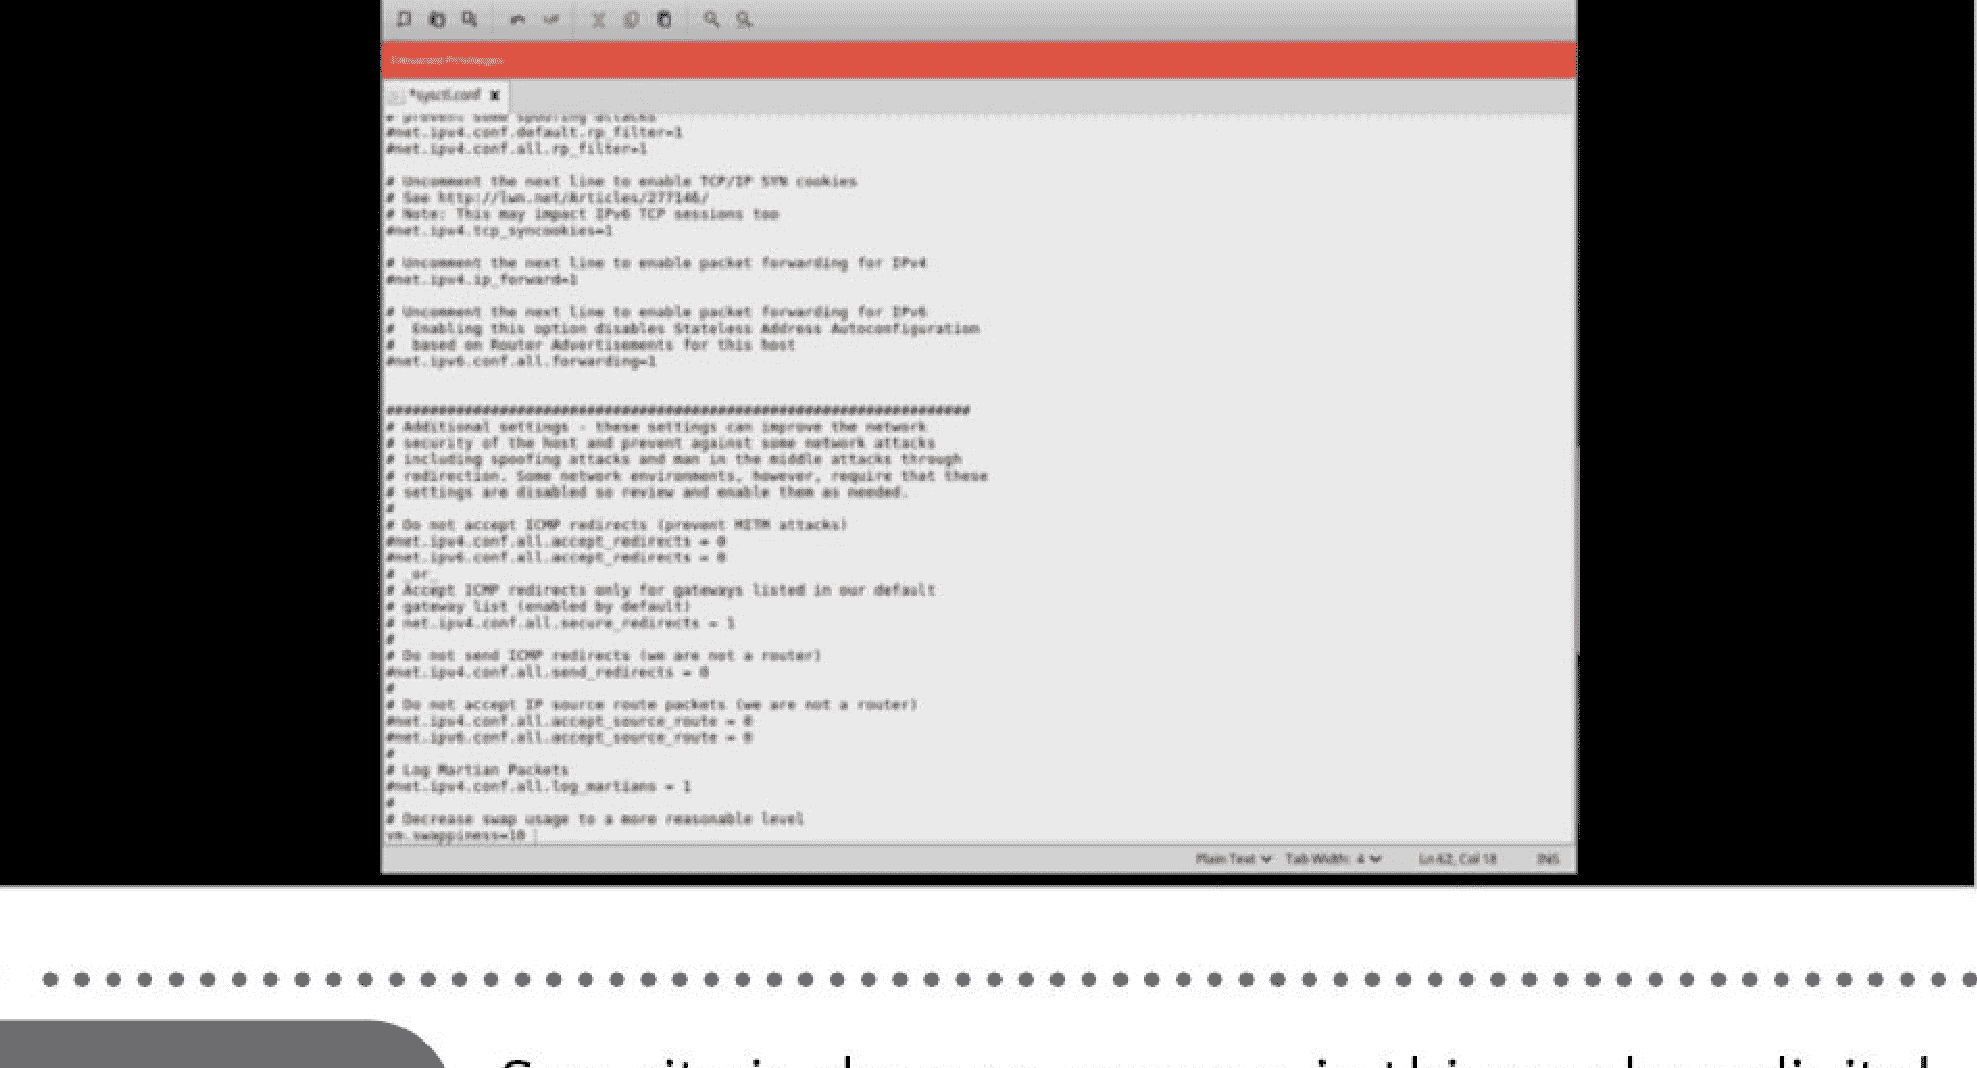 *sysctl.conf
# prevent some spoofing attacks
#net.ipv4.conf.default.rp_filter=1
#net.ipv4.conf.all.rp_filter=1
# Uncomment the next line to enable TCP/IP SYN cookies
# See http://lwn.net/Articles/277146/
# Note: This may impact IPv6 TCP sessions too
#net.ipv4.tcp_syncookies=1
# Uncomment the next line to enable packet forwarding for IPv4
#net.ipv4.ip_forward=1
# Uncomment the next line to enable packet forwarding for IPv6
#  Enabling this option disables Stateless Address Autoconfiguration
#  based on Router Advertisements for this host
#net.ipv6.conf.all.forwarding=1
###################################################################
# Additional settings - these settings can improve the network
# security of the host and prevent against some network attacks
# including spoofing attacks and man in the middle attacks through
# redirection. Some network environments, however, require that these
# settings are disabled so review and enable them as needed.
#
# Do not accept ICMP redirects (prevent MITM attacks)
#net.ipv4.conf.all.accept_redirects = 0
#net.ipv6.conf.all.accept_redirects = 0
# _or_
# Accept ICMP redirects only for gateways listed in our default
# gateway list (enabled by default)
# net.ipv4.conf.all.secure_redirects = 1
#
# Do not send ICMP redirects (we are not a router)
#net.ipv4.conf.all.send_redirects = 0
#
# Do not accept IP source route packets (we are not a router)
#net.ipv4.conf.all.accept_source_route = 0
#net.ipv6.conf.all.accept_source_route = 0
#
# Log Martian Packets
#net.ipv4.conf.all.log_martians = 1
#
# Decrease swap usage to a more reasonable level
vm.swappiness=10
Plain Text Tab Width: 4 Ln 62, Col 18 INS